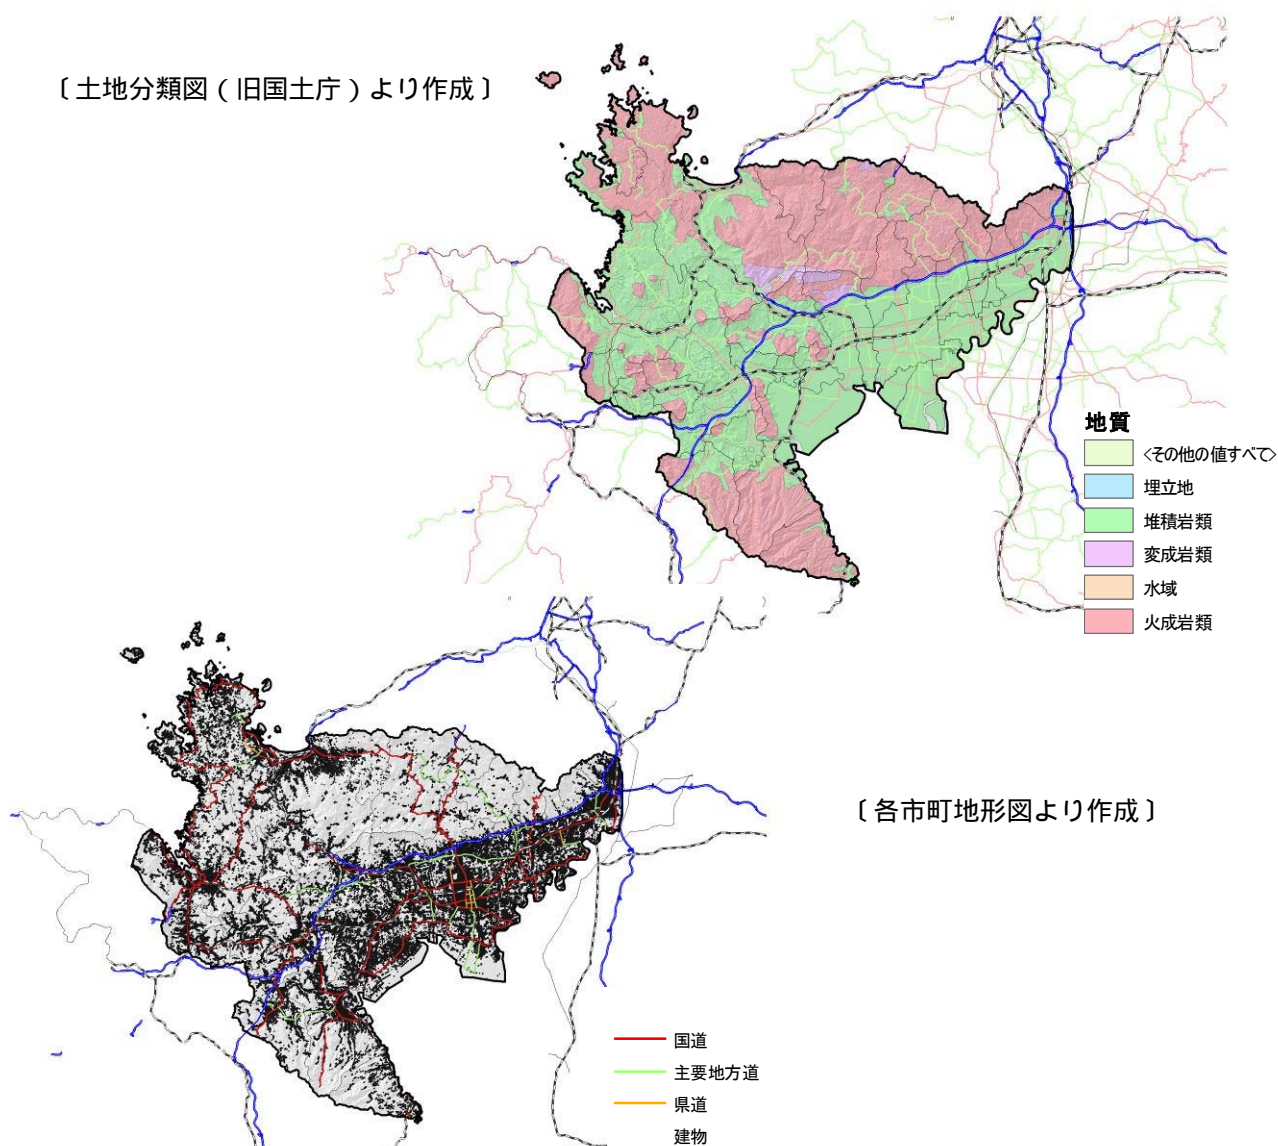 〔土地分類図（旧国土庁）より作成〕
地質
<その他の値すべて>
埋立地
堆積岩類
変成岩類
水域
火成岩類
〔各市町地形図より作成〕
国道
主要地方道
県道
建物